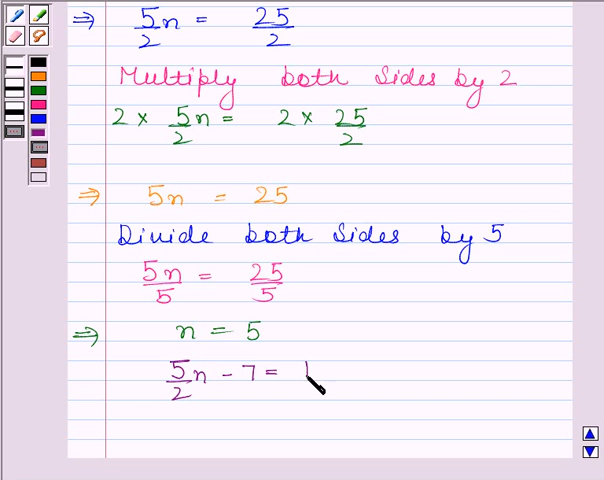 ⇒ 5/2 n = 25/2
Multiply both sides by 2
2 × 5/2 n = 2 × 25/2
⇒ 5n = 25
Divide both sides by 5
5n/5 = 25/5
⇒ n = 5
5/2 n - 7 =